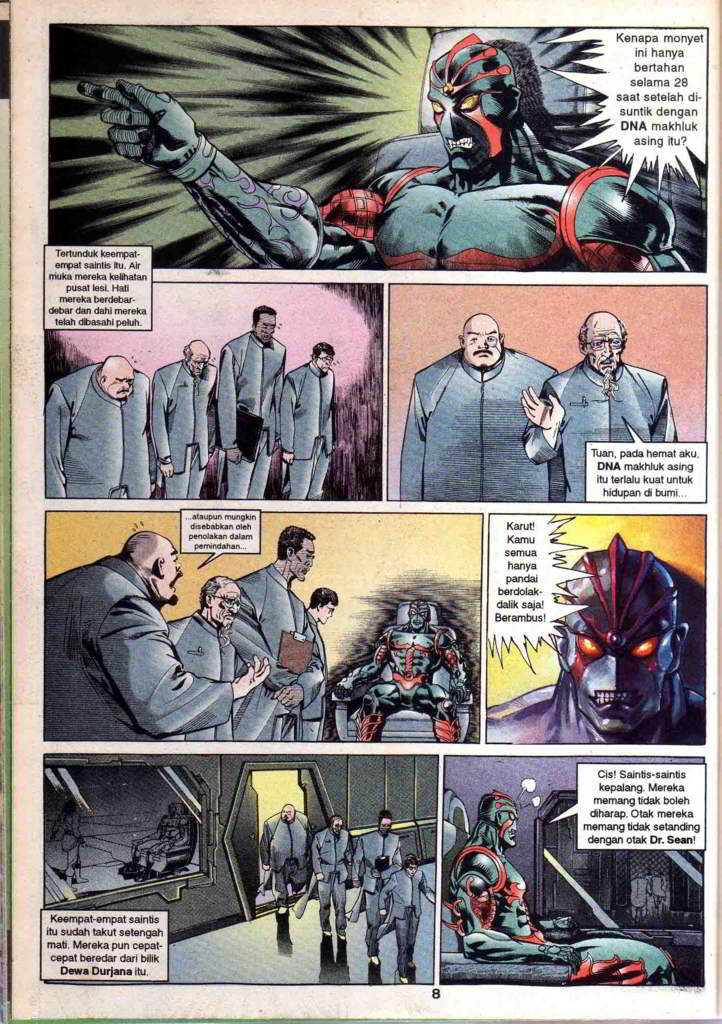 Kenapa monyet
ini hanya
bertahan
selama 28
saat setelah di-
suntik dengan
DNA makhluk
asing itu?
Tertunduk keempat-
empat saintis itu. Air
muka mereka kelihatan
pusat lesi. Hati
mereka berdebar-
debar dan dahi mereka
telah dibasahi peluh.
Tuan, pada hemat aku,
DNA makhluk asing
itu terlalu kuat untuk
hidupan di bumi...
...ataupun mungkin
disebabkan oleh
penolakan dalam
pemindahan...
Karut!
Kamu
semua
hanya
pandai
berdolak-
dalik saja!
Berambus!
Keempat-empat saintis
itu sudah takut setengah
mati. Mereka pun cepat-
cepat beredar dari bilik
Dewa Durjana itu.
Cis! Saintis-saintis
kepalang. Mereka
memang tidak boleh
diharap. Otak mereka
memang tidak setanding
dengan otak Dr. Sean!
8